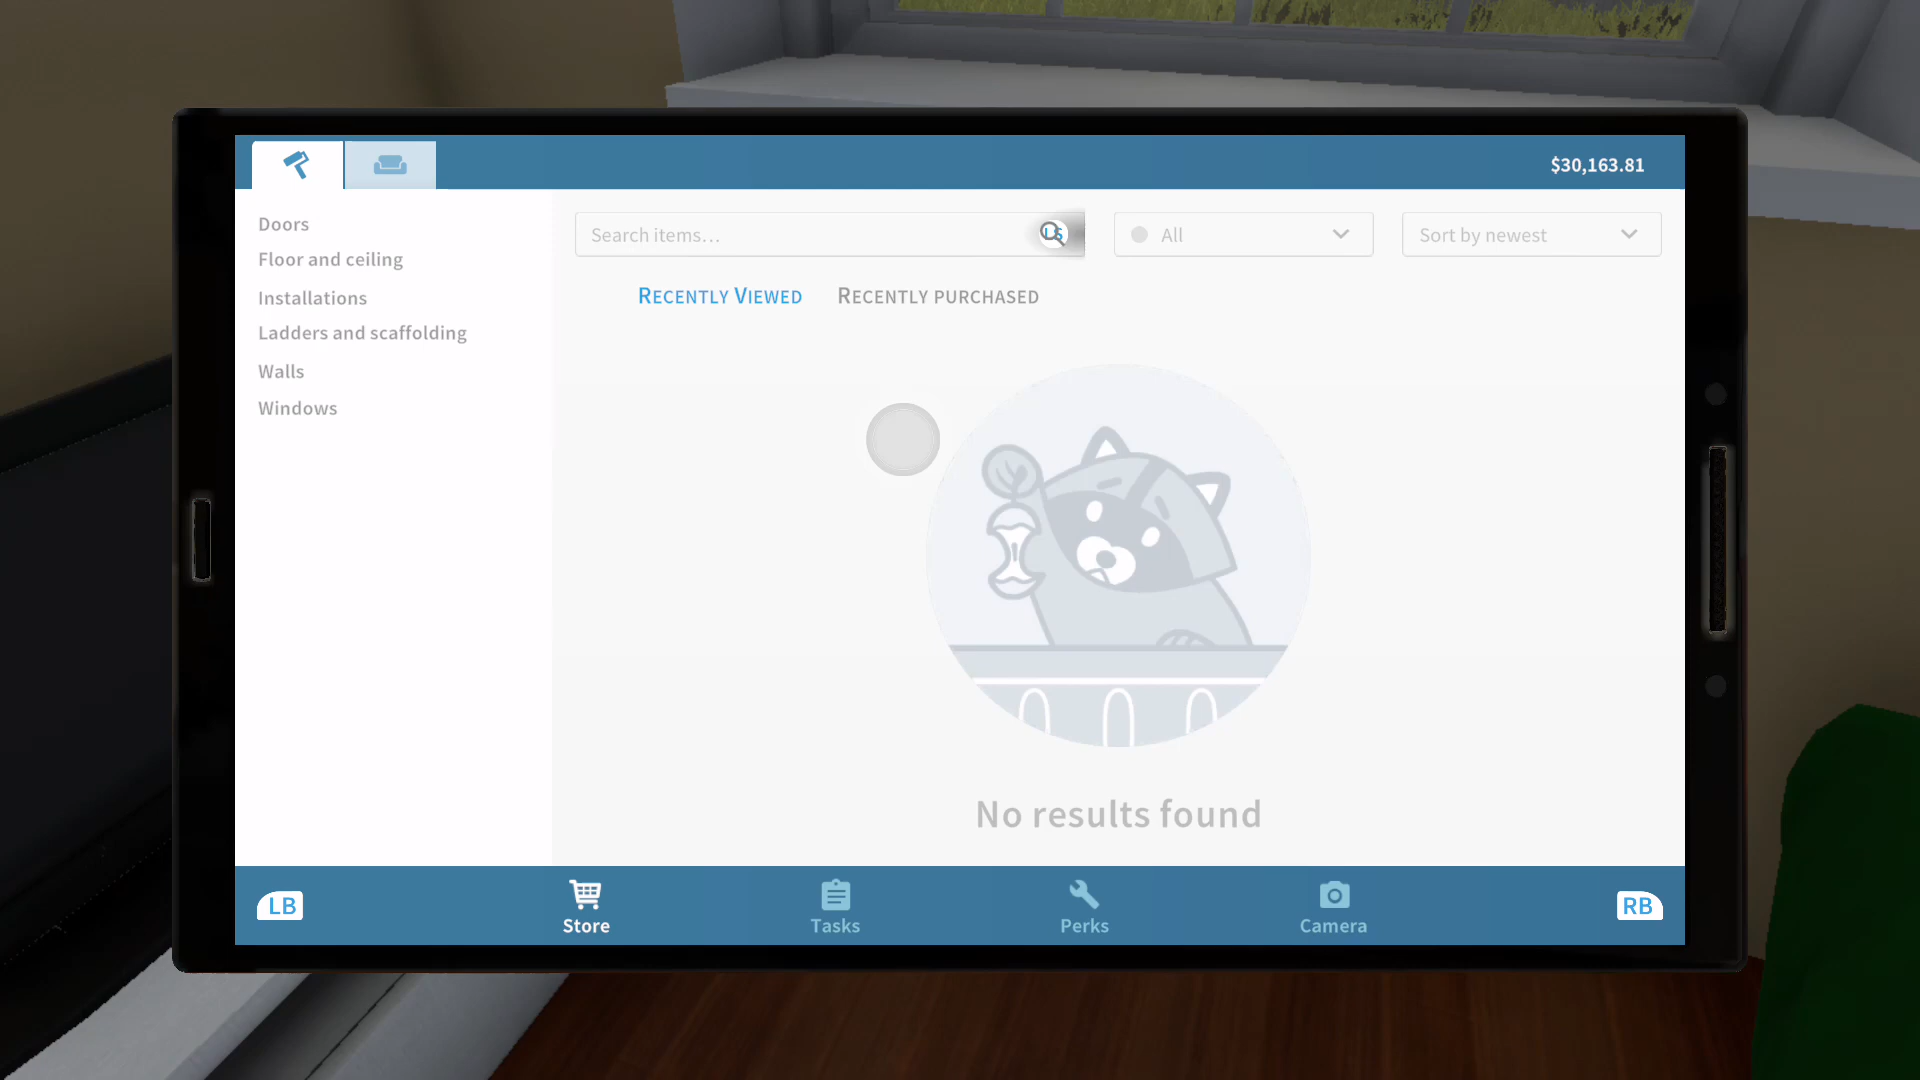 $30,163.81
Doors
Floor and ceiling
Installations
Ladders and scaffolding
Walls
Windows
Search items...
LS
All
Sort by newest
RECENTLY VIEWED
RECENTLY PURCHASED
No results found
LB
Store
Tasks
Perks
Camera
RB